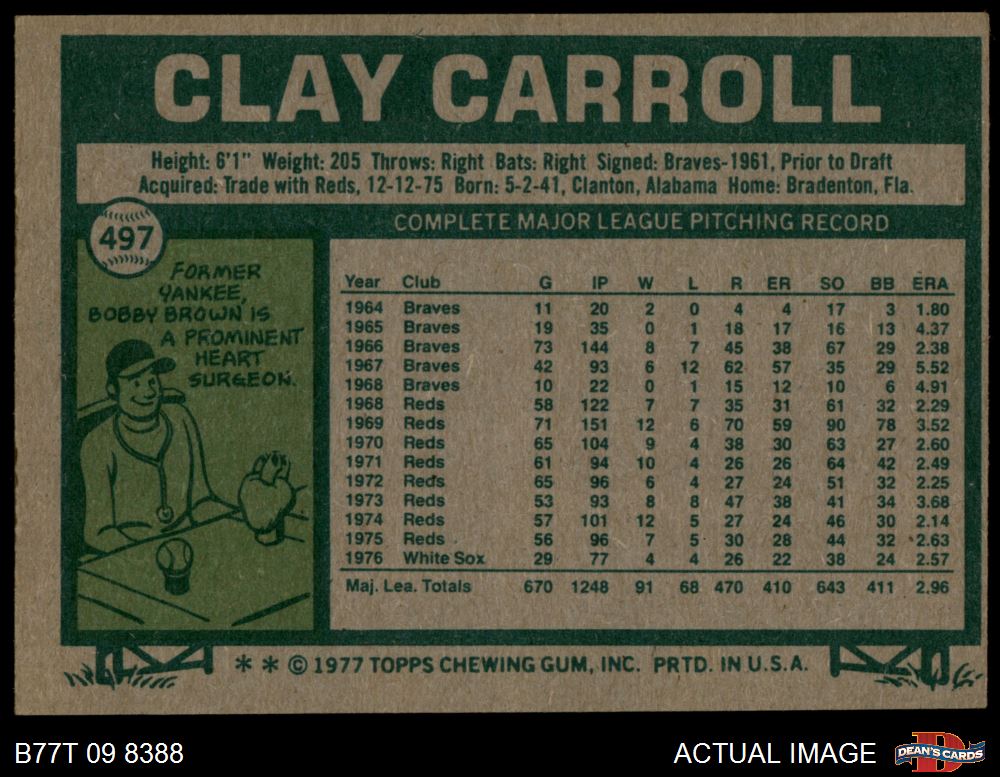 CLAY CARROLL
Height: 6'1" Weight: 205 Throws: Right Bats: Right Signed: Braves-1961, Prior to Draft
Acquired: Trade with Reds, 12-12-75 Born: 5-2-41, Clanton, Alabama Home: Bradenton, Fla.
497
COMPLETE MAJOR LEAGUE PITCHING RECORD
FORMER
YANKEE,
BOBBY BROWN IS
A PROMINENT
HEART
SURGEON.
Year Club G IP W L R ER SO BB ERA
1964 Braves 11 20 2 0 4 4 17 3 1.80
1965 Braves 19 35 0 1 18 17 16 13 4.37
1966 Braves 73 144 8 7 45 38 67 29 2.38
1967 Braves 42 93 6 12 62 57 35 29 5.52
1968 Braves 10 22 0 1 15 12 10 6 4.91
1968 Reds 58 122 7 7 35 31 61 32 2.29
1969 Reds 71 151 12 6 70 59 90 78 3.52
1970 Reds 65 104 9 4 38 30 63 27 2.60
1971 Reds 61 94 10 4 26 26 64 42 2.49
1972 Reds 65 96 6 4 27 24 51 32 2.25
1973 Reds 53 93 8 8 47 38 41 34 3.68
1974 Reds 57 101 12 5 27 24 46 30 2.14
1975 Reds 56 96 7 5 30 28 44 32 2.63
1976 White Sox 29 77 4 4 26 22 38 24 2.57
Maj. Lea. Totals 670 1248 91 68 470 410 643 411 2.96
* * © 1977 TOPPS CHEWING GUM, INC. PRTD. IN U.S.A.
B77T 09 8388
ACTUAL IMAGE
D
DEAN'S CARDS